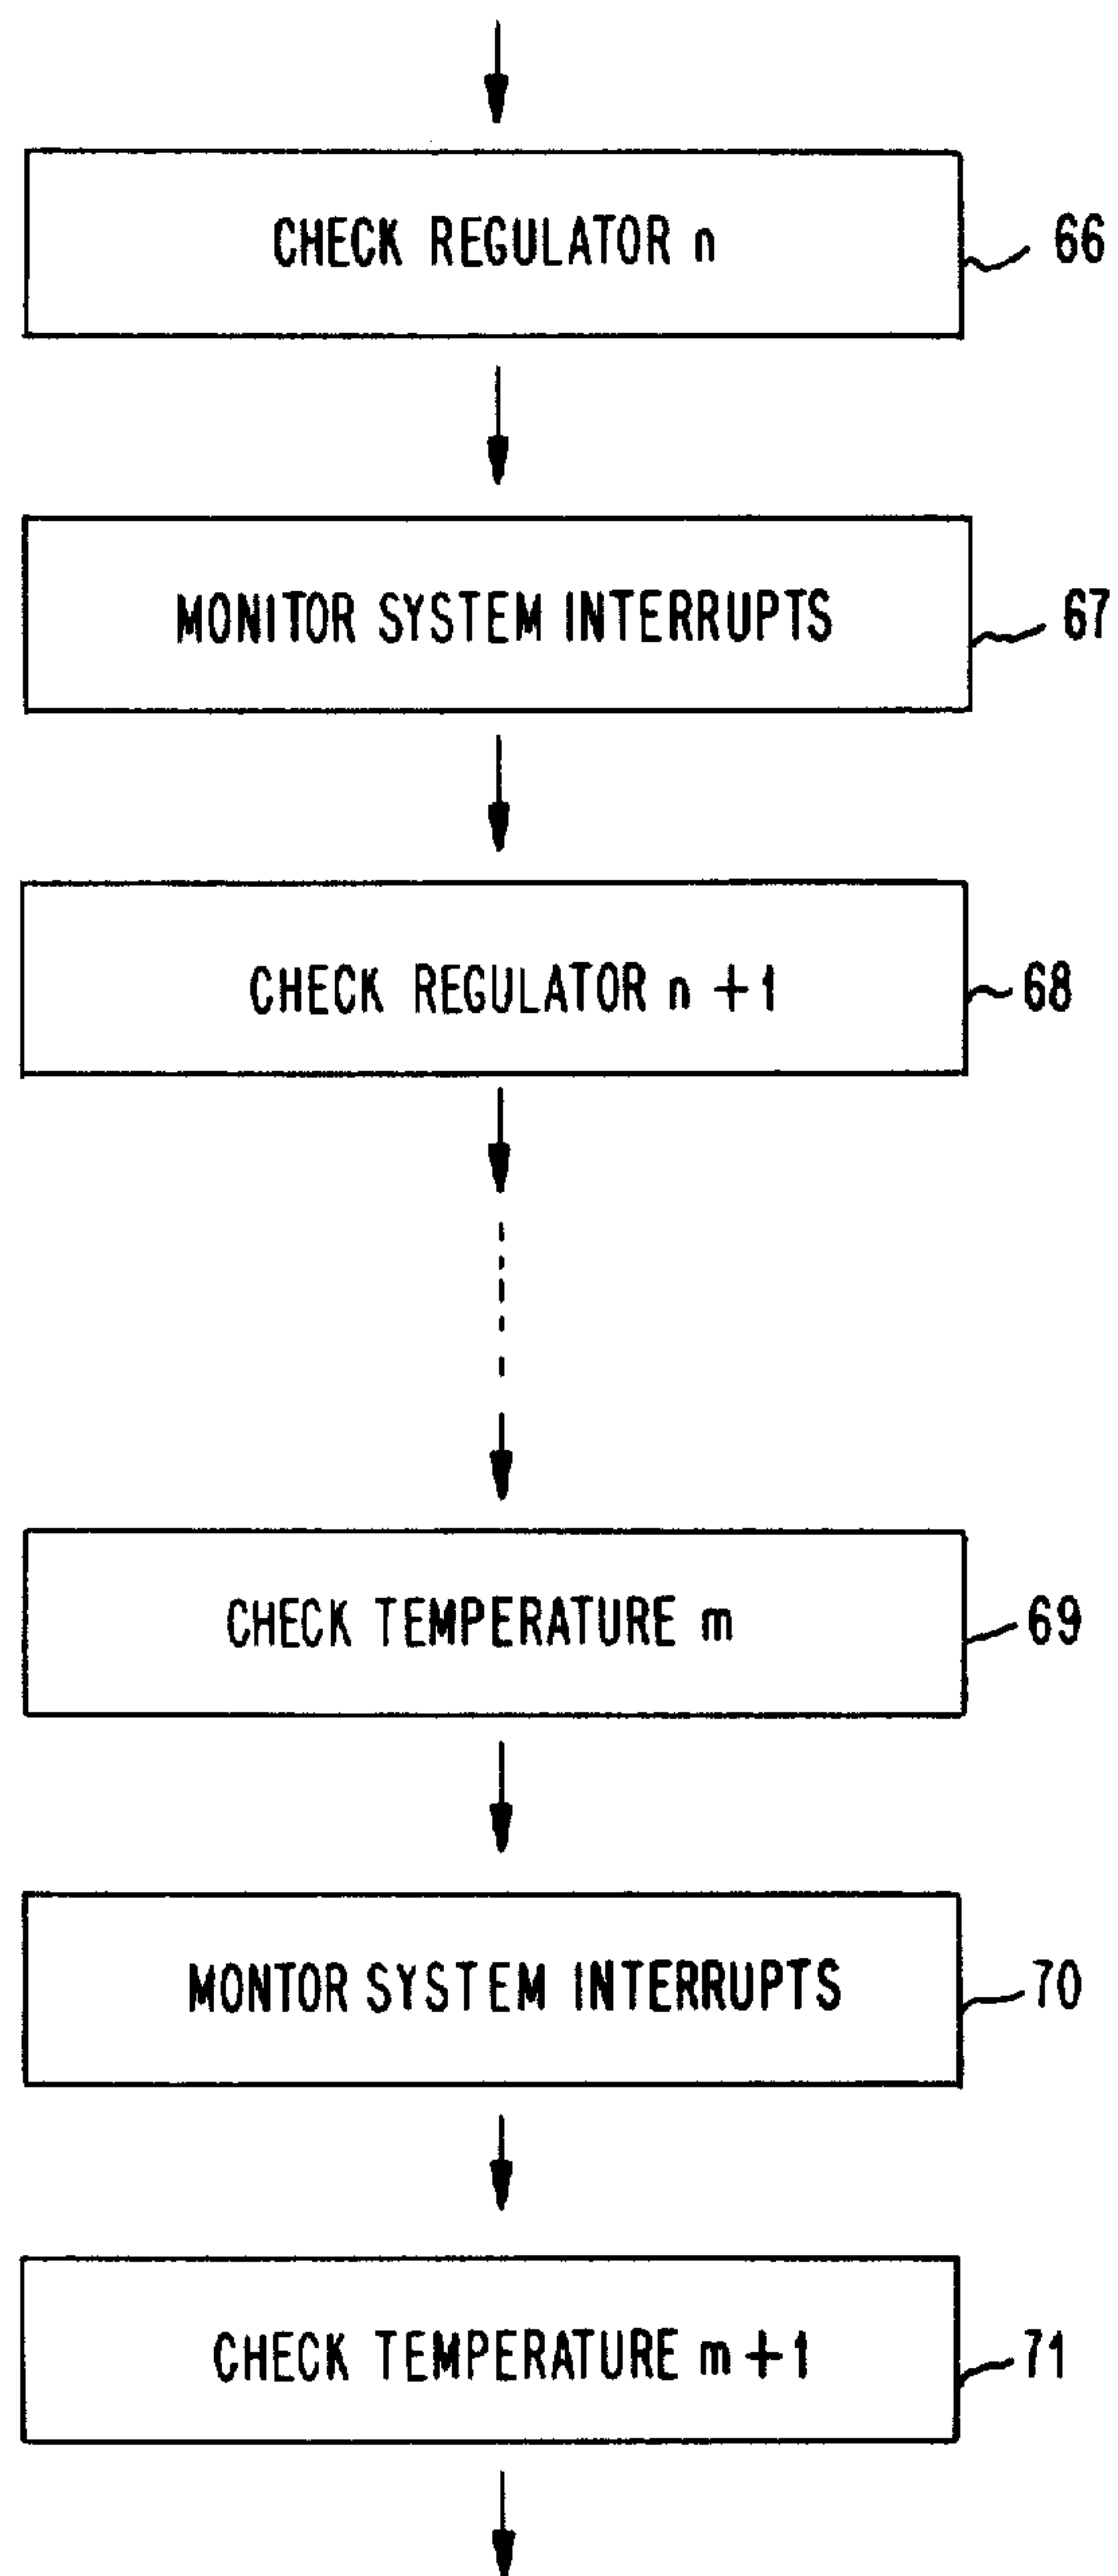 CHECK REGULATOR n
66
MONITOR SYSTEM INTERRUPTS
67
CHECK REGULATOR n + 1
68
CHECK TEMPERATURE m
69
MONTOR SYSTEM INTERRUPTS
70
CHECK TEMPERATURE m + 1
71